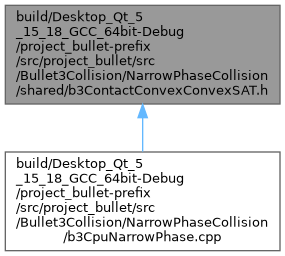 build/Desktop_Qt_5
_15_18_GCC_64bit-Debug
/project_bullet-prefix
/src/project_bullet/src
/Bullet3Collision/NarrowPhaseCollision
/shared/b3ContactConvexConvexSAT.h
build/Desktop_Qt_5
_15_18_GCC_64bit-Debug
/project_bullet-prefix
/src/project_bullet/src
/Bullet3Collision/NarrowPhaseCollision
/b3CpuNarrowPhase.cpp